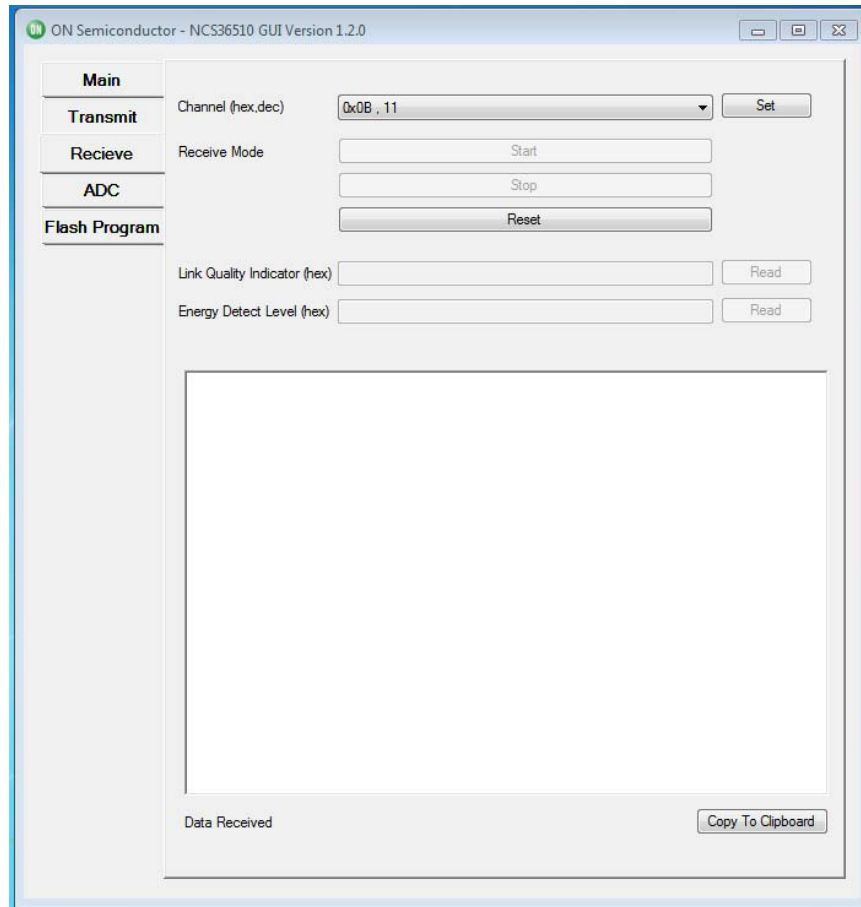 ON ON Semiconductor - NCS36510 GUI Version 1.2.0
Main
Transmit
Recieve
ADC
Flash Program
Channel (hex,dec) 0x0B , 11 Set
Receive Mode Start
Stop
Reset
Link Quality Indicator (hex) Read
Energy Detect Level (hex) Read
Data Received Copy To Clipboard